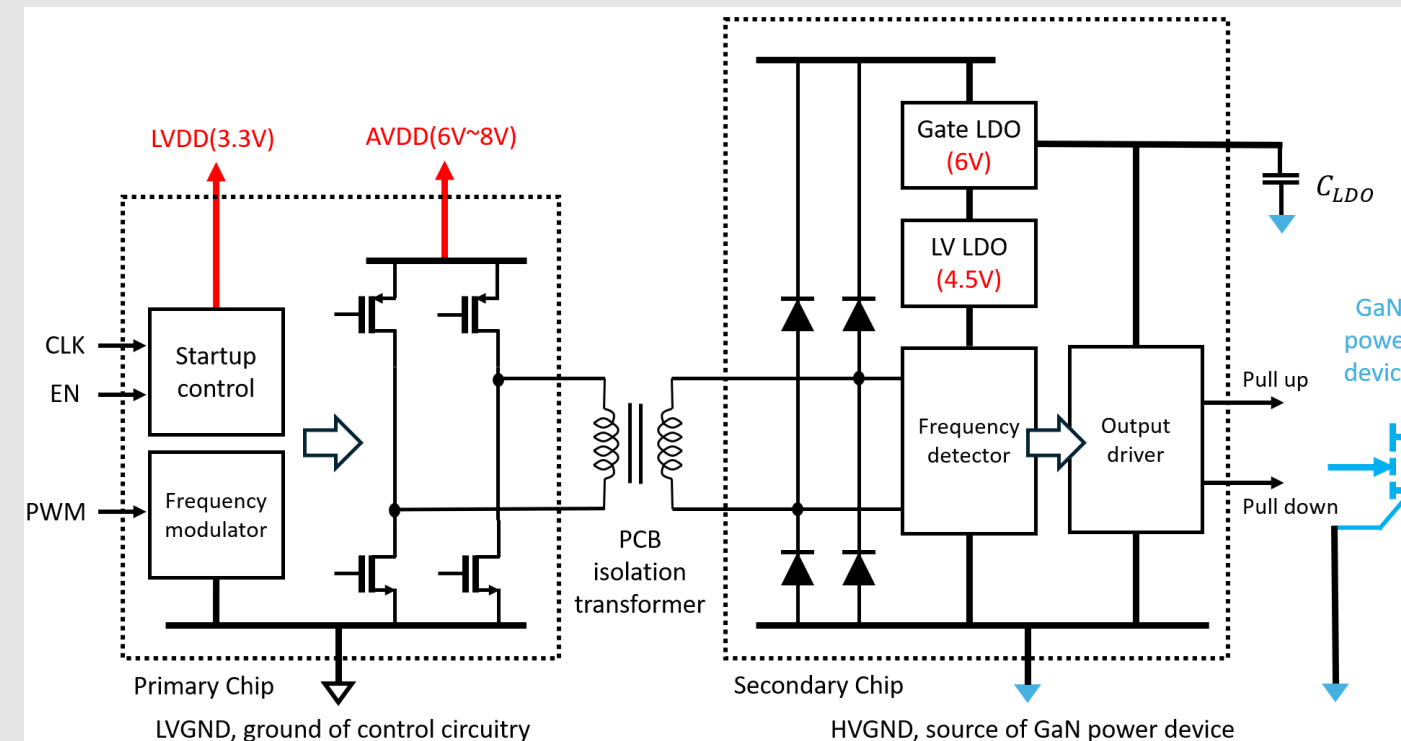 LVDD(3.3V)
AVDD(6V~8V)
CLK
EN
PWM
Startup
control
Frequency
modulator
Primary Chip
LVGND, ground of control circuitry
PCB
isolation
transformer
Gate LDO
(6V)
LV LDO
(4.5V)
Frequency
detector
Output
driver
C_LDO
Pull up
Pull down
GaN
device
Secondary Chip
HVGND, source of GaN power device